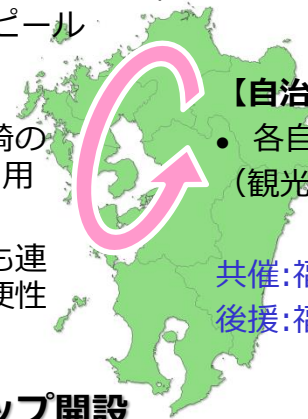 ピール
【自治
崎の
• 各自
用
（観光
も連
便性
共催:福
後援:福
ップ開設